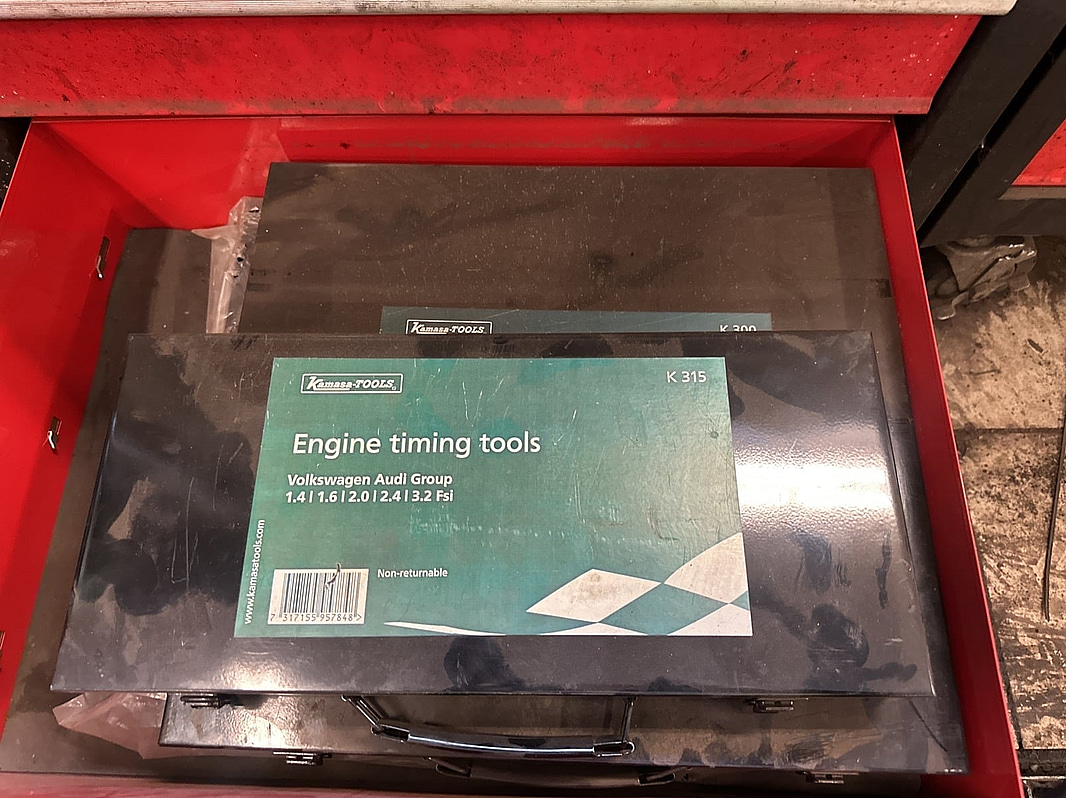 Kamasa-TOOLS
K 300
Kamasa-TOOLS
K 315
Engine timing tools
Volkswagen Audi Group
1.4 | 1.6 | 2.0 | 2.4 | 3.2 Fsi
www.kamasatools.com
Non-returnable
7 317155 957848 >